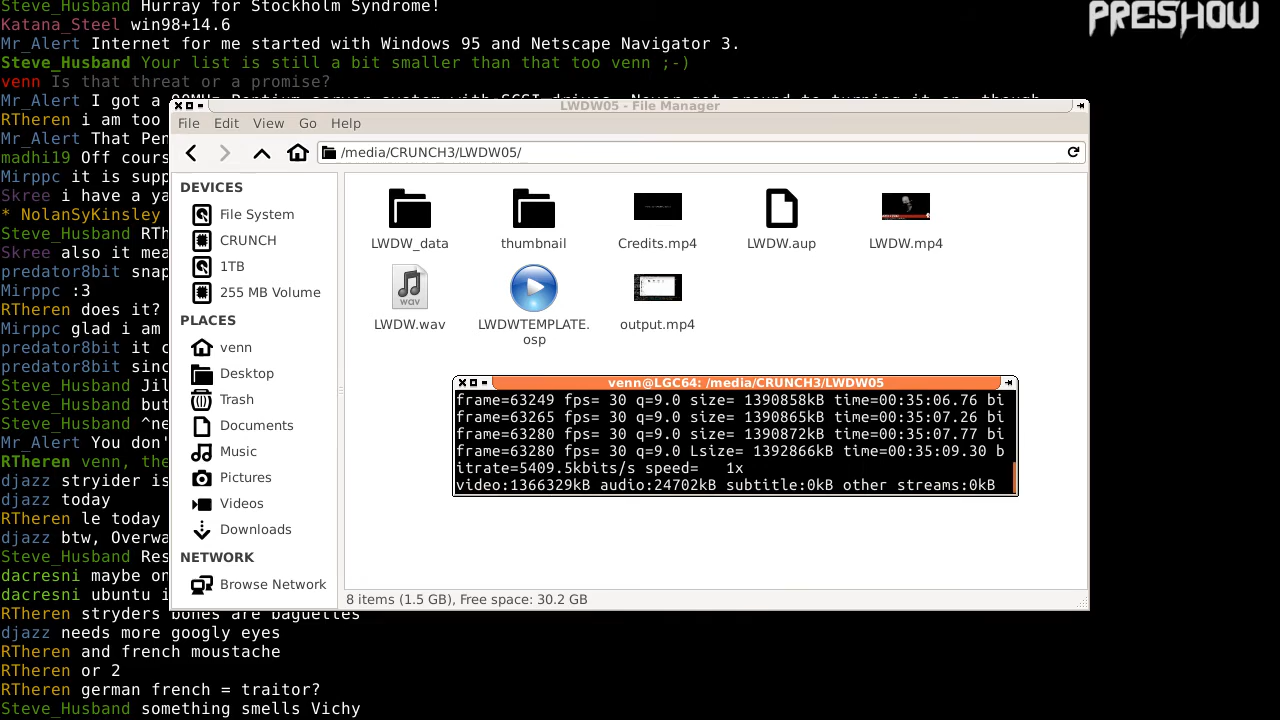 Steve_Husband Hurray for Stockholm Syndrome!
PRESHOW
Katana_Steel win98+14.6
Mr_Alert Internet for me started with Windows 95 and Netscape Navigator 3.
Steve_Husband Your list is still a bit smaller than that too venn ;-)
venn Is that threat or a promise?
Mr_Alert I got a
RTheren i am too
Mr_Alert That Pen
madhi19 Off cours
Mirppc it is supp
Skree i have a ya
* NolanSyKinsley
Steve_Husband RTh
Skree also it mea
predator8bit snap
Mirppc :3
RTheren does it?
Mirppc glad i am
predator8bit it c
predator8bit sinc
Steve_Husband Jil
Steve_Husband but
Steve_Husband ^ne
Mr_Alert You don'
RTheren venn, the
djazz stryider is
djazz today
RTheren le today
djazz btw, Overwa
Steve_Husband Res
dacresni maybe on
dacresni ubuntu i
RTheren stryders bones are baguettes
djazz needs more googly eyes
RTheren and french moustache
RTheren or 2
RTheren german french = traitor?
Steve_Husband something smells Vichy
LWDW05 - File Manager
File Edit View Go Help
/media/CRUNCH3/LWDW05/
DEVICES
File System
CRUNCH
1TB
255 MB Volume
PLACES
venn
Desktop
Trash
Documents
Music
Pictures
Videos
Downloads
NETWORK
Browse Network
LWDW_data thumbnail Credits.mp4 LWDW.aup LWDW.mp4
wav
LWDW.wav LWDWTEMPLATE.osp output.mp4
venn@LGC64: /media/CRUNCH3/LWDW05
frame=63249 fps= 30 q=9.0 size= 1390858kB time=00:35:06.76 bi
frame=63265 fps= 30 q=9.0 size= 1390865kB time=00:35:07.26 bi
frame=63280 fps= 30 q=9.0 size= 1390872kB time=00:35:07.77 bi
frame=63280 fps= 30 q=9.0 Lsize= 1392866kB time=00:35:09.30 b
itrate=5409.5kbits/s speed=   1x
video:1366329kB audio:24702kB subtitle:0kB other streams:0kB
8 items (1.5 GB), Free space: 30.2 GB